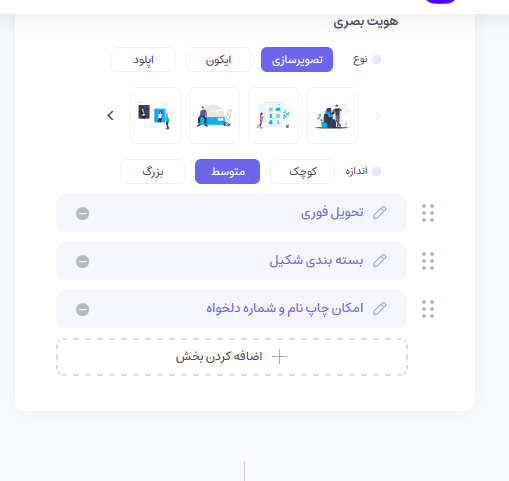 هویت بصری
نوع تصویرسازی ایکون اپلود
اندازه کوچک متوسط بزرگ
تحویل فوری
بسته بندی شکیل
امکان چاپ نام و شماره دلخواه
اضافه کردن بخش